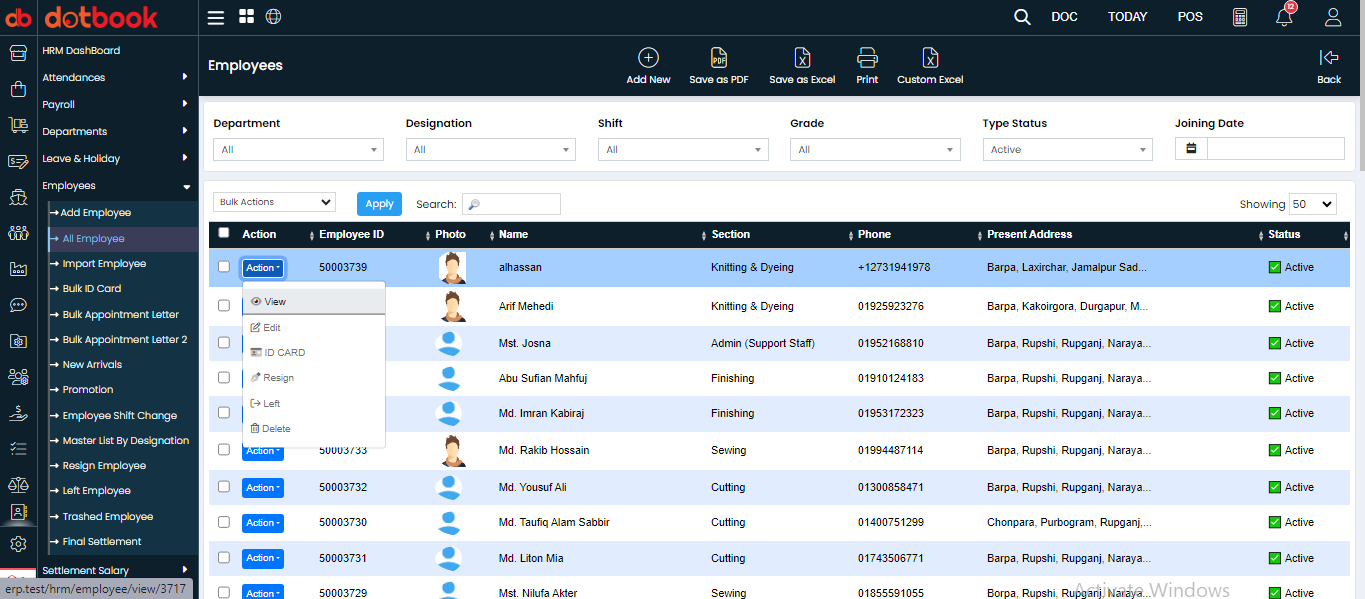 db dotbook
DOC TODAY POS 12
HRM DashBoard
Attendances
Payroll
Departments
Leave & Holiday
Employees
Add Employee
All Employee
Import Employee
Bulk ID Card
Bulk Appointment Letter
Bulk Appointment Letter 2
New Arrivals
Promotion
Employee Shift Change
Master List By Designation
Resign Employee
Left Employee
Trashed Employee
Final Settlement
Settlement Salary
erp.test/hrm/employee/view/3717
Employees
Add New Save as PDF Save as Excel Print Custom Excel Back
Department Designation Shift Grade Type Status Joining Date
All All All All Active
Bulk Actions Apply Search: Showing 50
Action Employee ID Photo Name Section Phone Present Address Status
Action 50003739 alhassan Knitting & Dyeing +12731941978 Barpa, Laxirchar, Jamalpur Sad... Active
View
Edit
ID CARD
Resign
Left
Delete
Arif Mehedi Knitting & Dyeing 01925923276 Barpa, Kakoirgora, Durgapur, M... Active
Mst. Josna Admin (Support Staff) 01952168810 Barpa, Rupshi, Rupganj, Naraya... Active
Abu Sufian Mahfuj Finishing 01910124183 Barpa, Rupshi, Rupganj, Naraya... Active
Md. Imran Kabiraj Finishing 01953172323 Barpa, Rupshi, Rupganj, Naraya... Active
Action 50003733 Md. Rakib Hossain Sewing 01994487114 Barpa, Rupshi, Rupganj, Naraya... Active
Action 50003732 Md. Yousuf Ali Cutting 01300858471 Barpa, Rupshi, Rupganj, Naraya... Active
Action 50003730 Md. Taufiq Alam Sabbir Cutting 01400751299 Chonpara, Purbogram, Rupganj,... Active
Action 50003731 Md. Liton Mia Cutting 01743506771 Barpa, Rupshi, Rupganj, Naraya... Active
Action 50003729 Mst. Nilufa Akter Sewing 01855591055 Barpa, Rupshi, Rupganj, Naraya... Active
Activate Windows